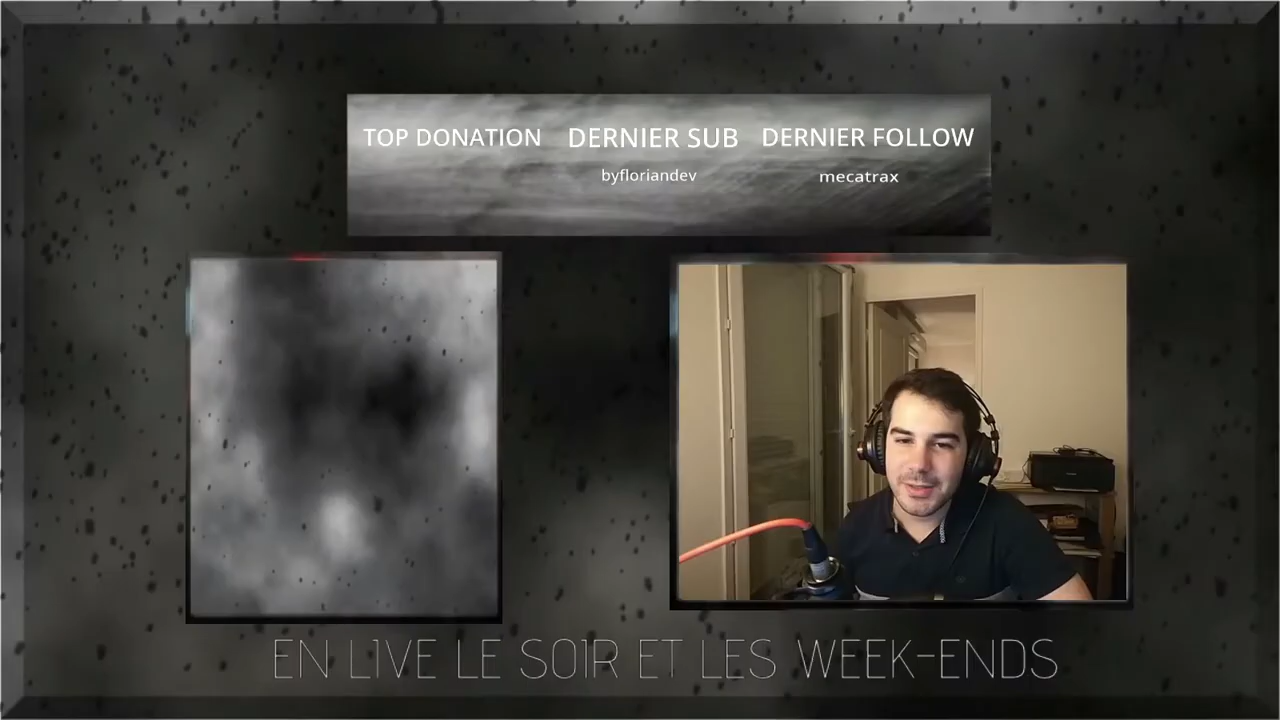 TOP DONATION DERNIER SUB DERNIER FOLLOW
byfloriandev mecatrax
EN LIVE LE SOIR ET LES WEEK-ENDS